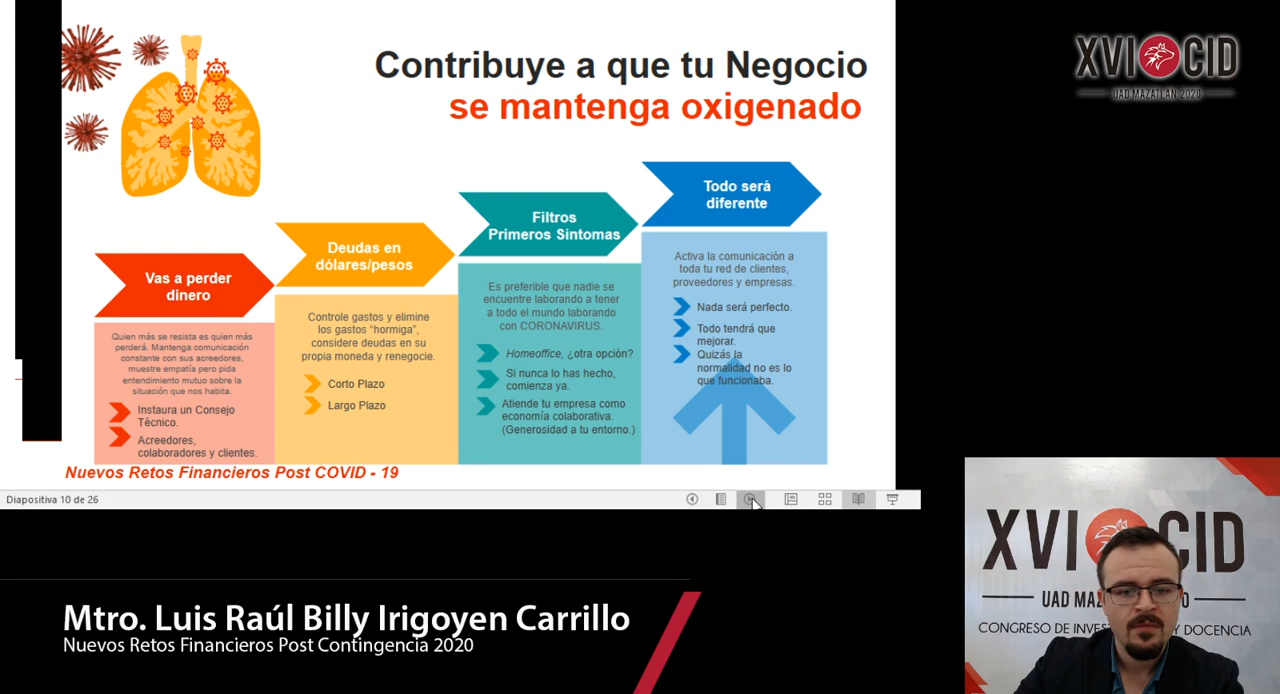 Contribuye a que tu Negocio
se mantenga oxigenado
XVI CID
UAD MAZATLÁN 2020
Vas a perder
dinero
Quien más se resista es quien más
perderá. Mantenga comunicación
constante con sus acreedores,
muestre empatía pero pida
entendimiento mutuo sobre la
situación que nos habita.
Instaura un Consejo
Técnico.
Acreedores,
colaboradores y clientes.
Deudas en
dólares/pesos
Controle gastos y elimine
los gastos “hormiga”,
considere deudas en su
propia moneda y renegocie.
Corto Plazo
Largo Plazo
Filtros
Primeros Sintomas
Es preferible que nadie se
encuentre laborando a tener
a todo el mundo laborando
con CORONAVIRUS.
Homeoffice, ¿otra opción?
Si nunca lo has hecho,
comienza ya.
Atiende tu empresa como
economía colaborativa.
(Generosidad a tu entorno.)
Todo será
diferente
Activa la comunicación a
toda tu red de clientes,
proveedores y empresas.
Nada será perfecto.
Todo tendrá que
mejorar.
Quizás la
normalidad no es lo
que funcionaba.
Nuevos Retos Financieros Post COVID - 19
Diapositiva 10 de 26
Mtro. Luis Raúl Billy Irigoyen Carrillo
Nuevos Retos Financieros Post Contingencia 2020
XVI CID
UAD
CONGRESO DE Y DOCENCIA